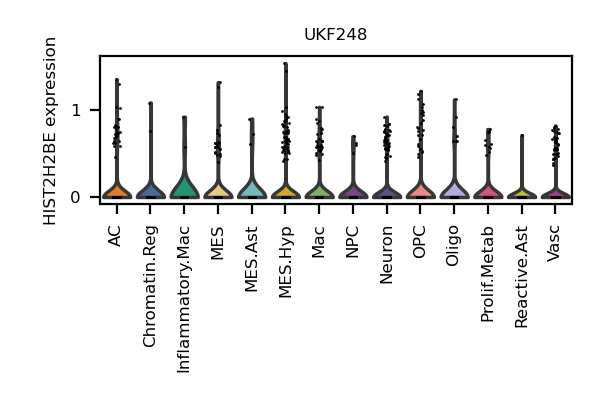 UKF248
HIST2H2BE expression
1
0
AC
Chromatin.Reg
Inflammatory.Mac
MES
MES.Ast
MES.Hyp
Mac
NPC
Neuron
OPC
Oligo
Prolif.Metab
Reactive.Ast
Vasc